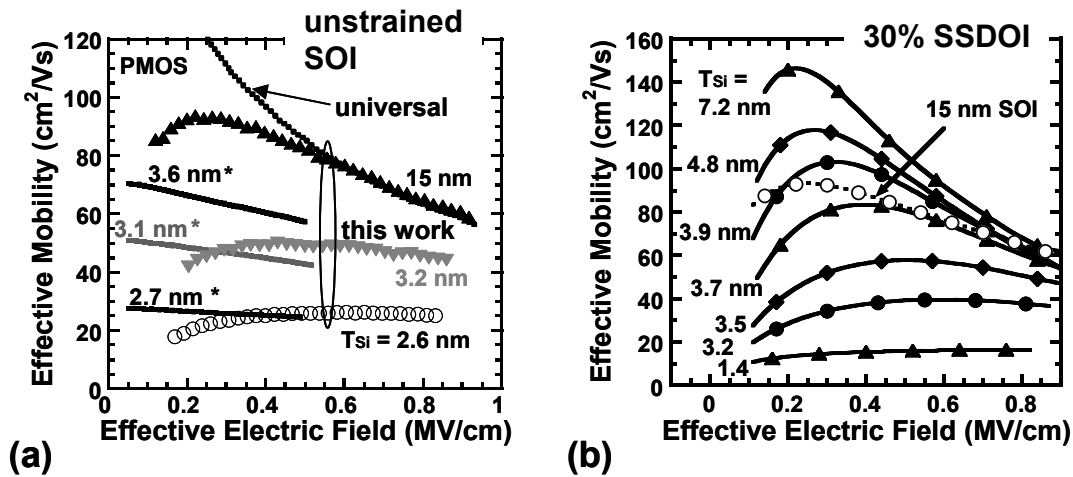 unstrained
SOI
120
100
80
60
40
20
0
Effective Mobility (cm²/Vs)
PMOS
universal
15 nm
3.6 nm*
this work
3.1 nm*
3.2 nm
2.7 nm*
TSi = 2.6 nm
0 0.2 0.4 0.6 0.8 1
Effective Electric Field (MV/cm)
(a)
30% SSDOI
160
140
120
100
80
60
40
20
0
Effective Mobility (cm²/Vs)
TSi =
7.2 nm
15 nm SOI
4.8 nm
3.9 nm
3.7 nm
3.5
3.2
1.4
0 0.2 0.4 0.6 0.8
Effective Electric Field (MV/cm)
(b)